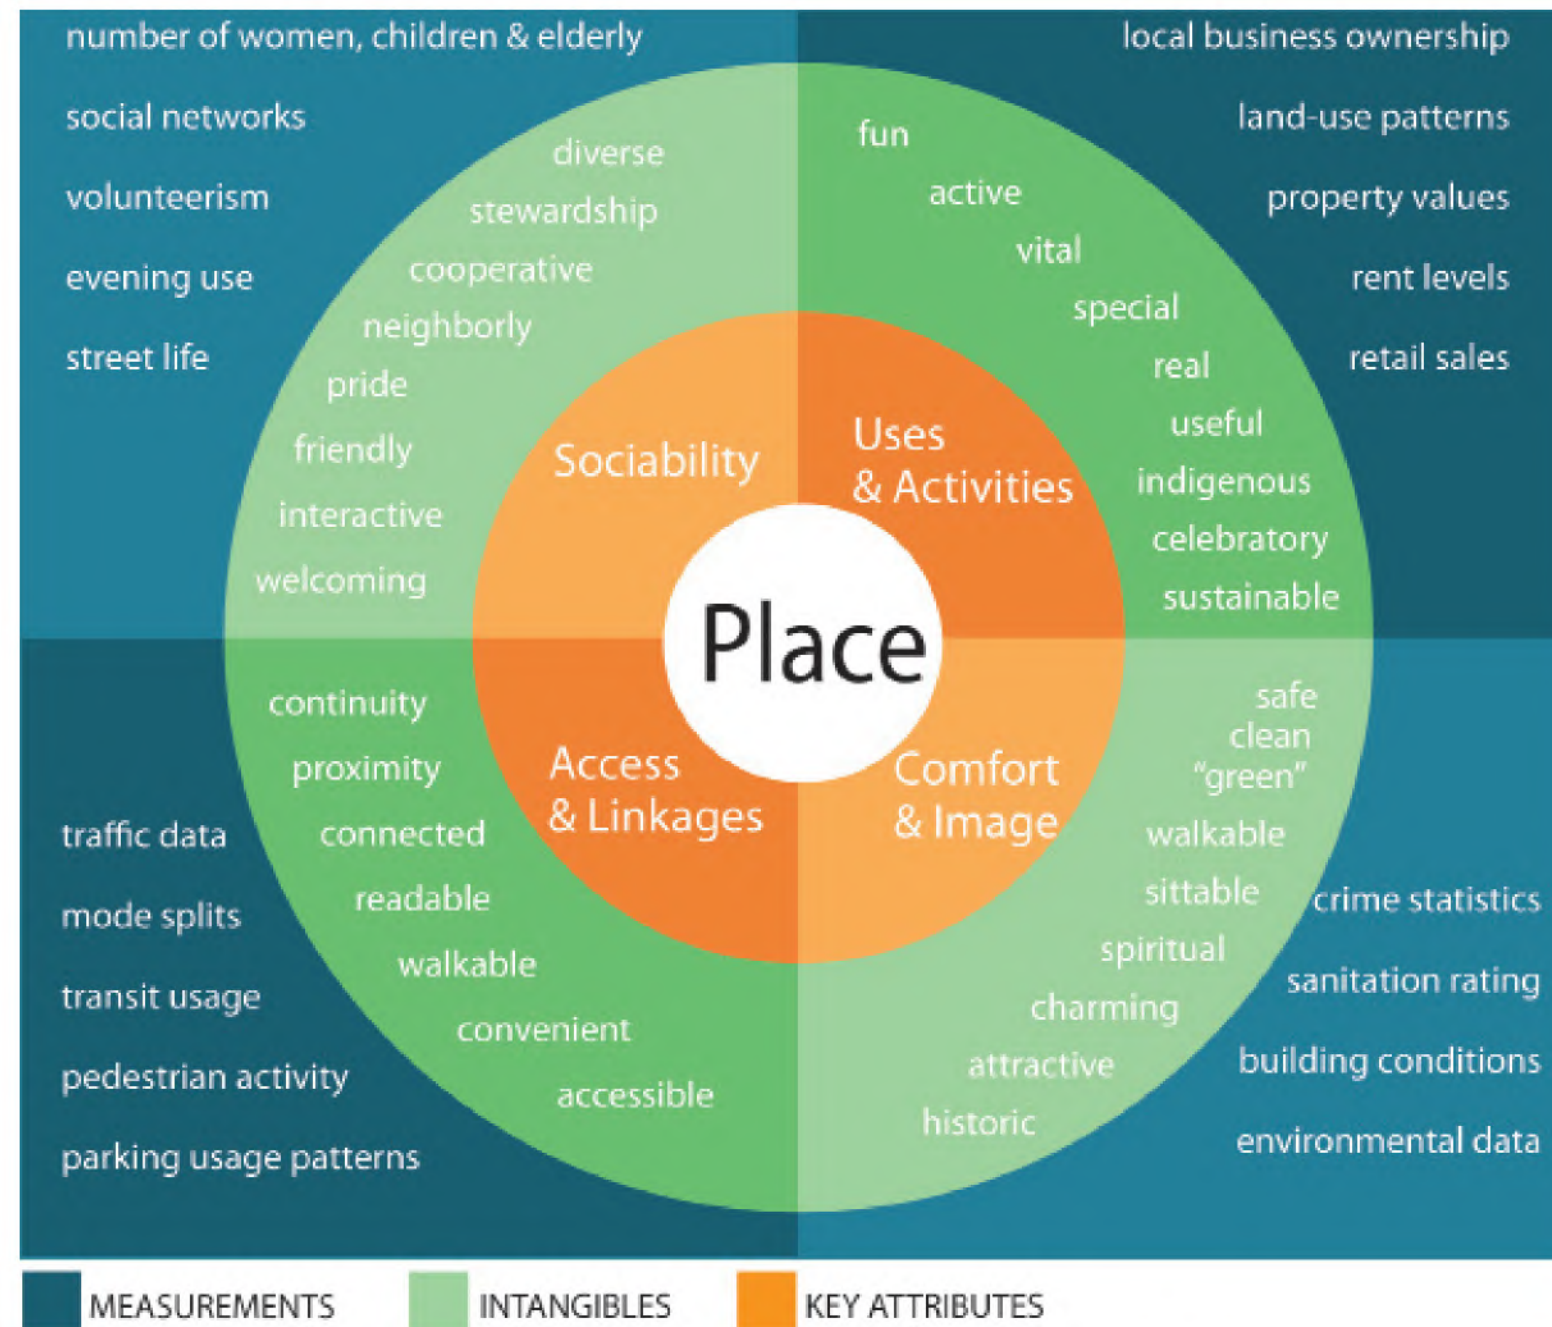 number of women, children & elderly
social networks
volunteerism
evening use
street life
diverse
stewardship
cooperative
neighborly
pride
friendly
interactive
welcoming
Sociability
local business ownership
land-use patterns
property values
rent levels
retail sales
fun
active
vital
special
real
useful
indigenous
celebratory
sustainable
Uses
& Activities
Place
continuity
proximity
connected
readable
walkable
convenient
accessible
Access
& Linkages
traffic data
mode splits
transit usage
pedestrian activity
parking usage patterns
Comfort
& Image
safe
clean
“green”
walkable
sittable
spiritual
charming
attractive
historic
crime statistics
sanitation rating
building conditions
environmental data
MEASUREMENTS
INTANGIBLES
KEY ATTRIBUTES